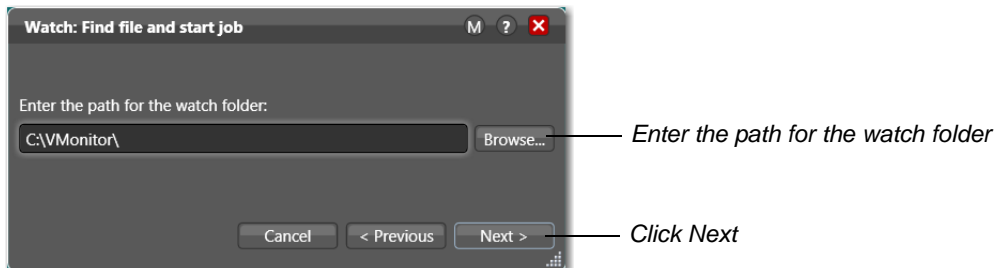 Watch: Find file and start job M ?
Enter the path for the watch folder:
C:\VMonitor\ Browse... Enter the path for the watch folder
Cancel < Previous Next > Click Next